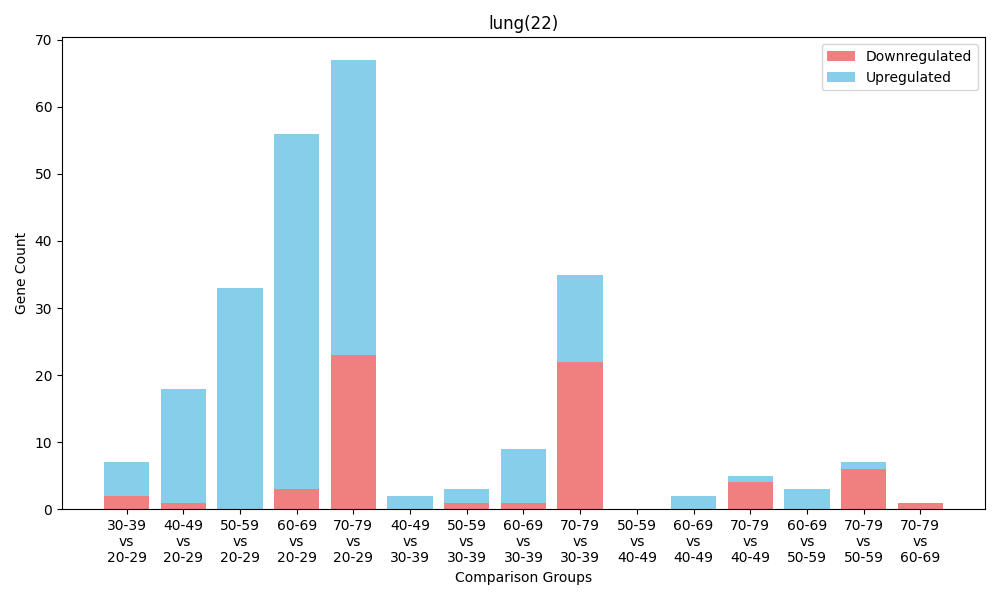 lung(22)
Downregulated
Upregulated
Gene Count
70
60
50
40
30
20
10
0
30-39 vs 20-29
40-49 vs 20-29
50-59 vs 20-29
60-69 vs 20-29
70-79 vs 20-29
40-49 vs 30-39
50-59 vs 30-39
60-69 vs 30-39
70-79 vs 30-39
50-59 vs 40-49
60-69 vs 40-49
70-79 vs 40-49
60-69 vs 50-59
70-79 vs 50-59
70-79 vs 60-69
Comparison Groups